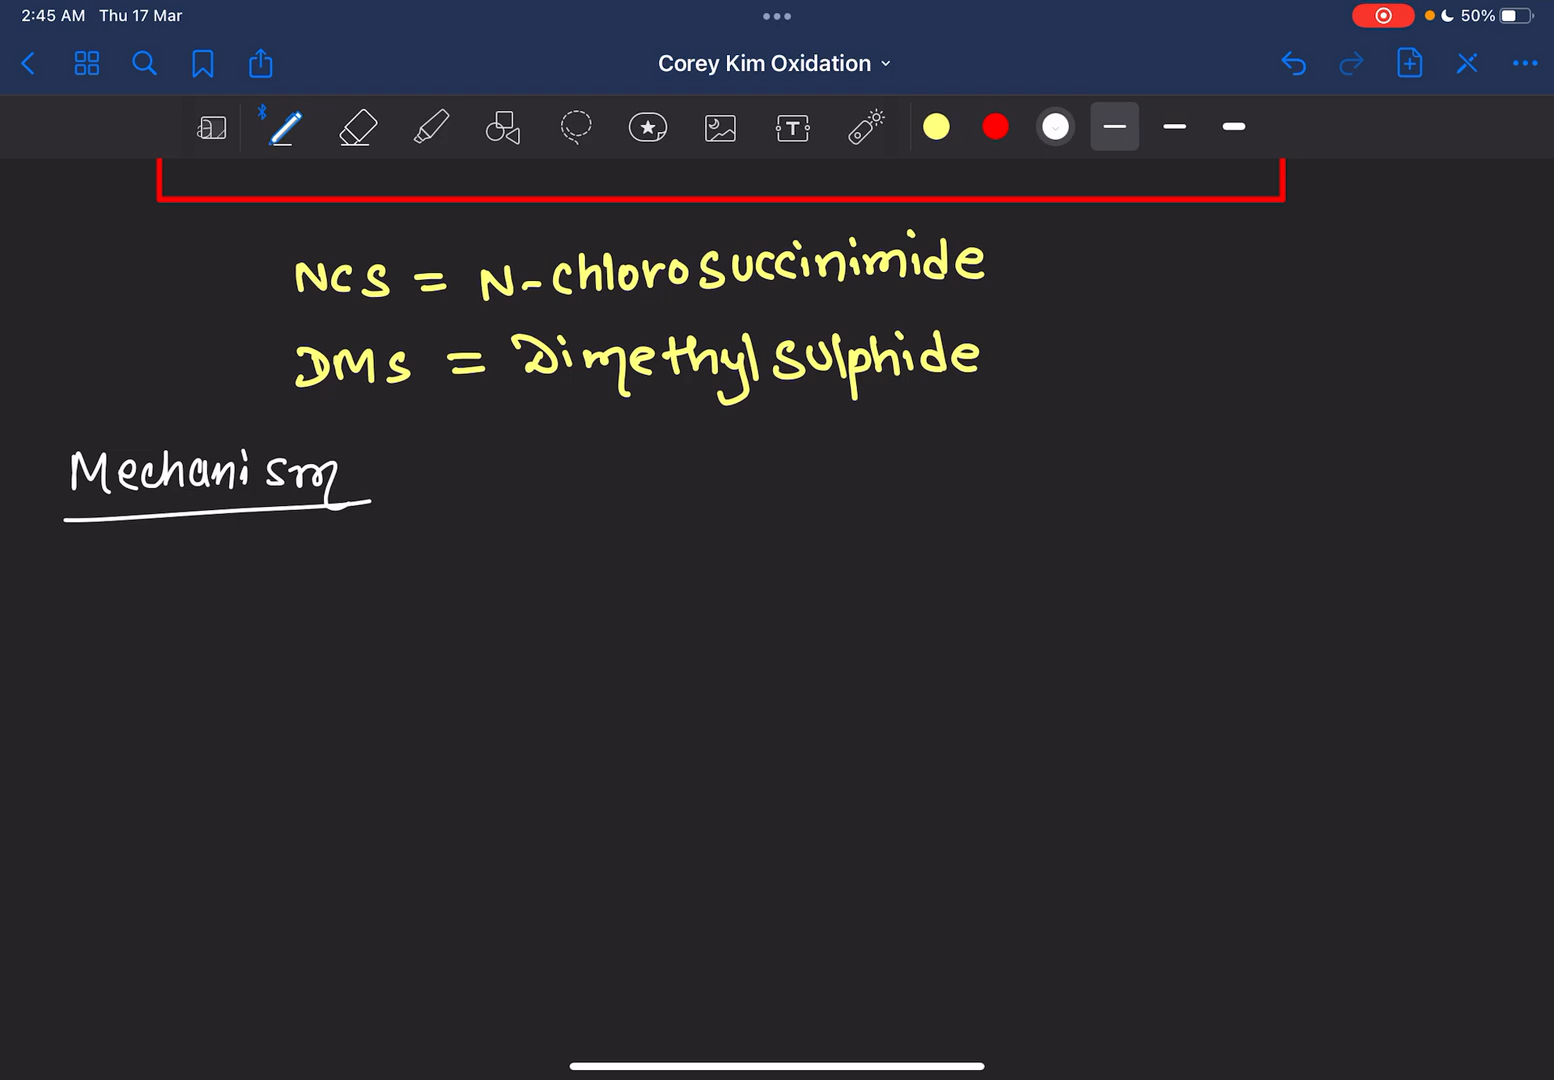 2:45 AM Thu 17 Mar
50%
Corey Kim Oxidation
T
NCS = N-chlorosuccinimide
DMS = Dimethyl sulphide
Mechanism